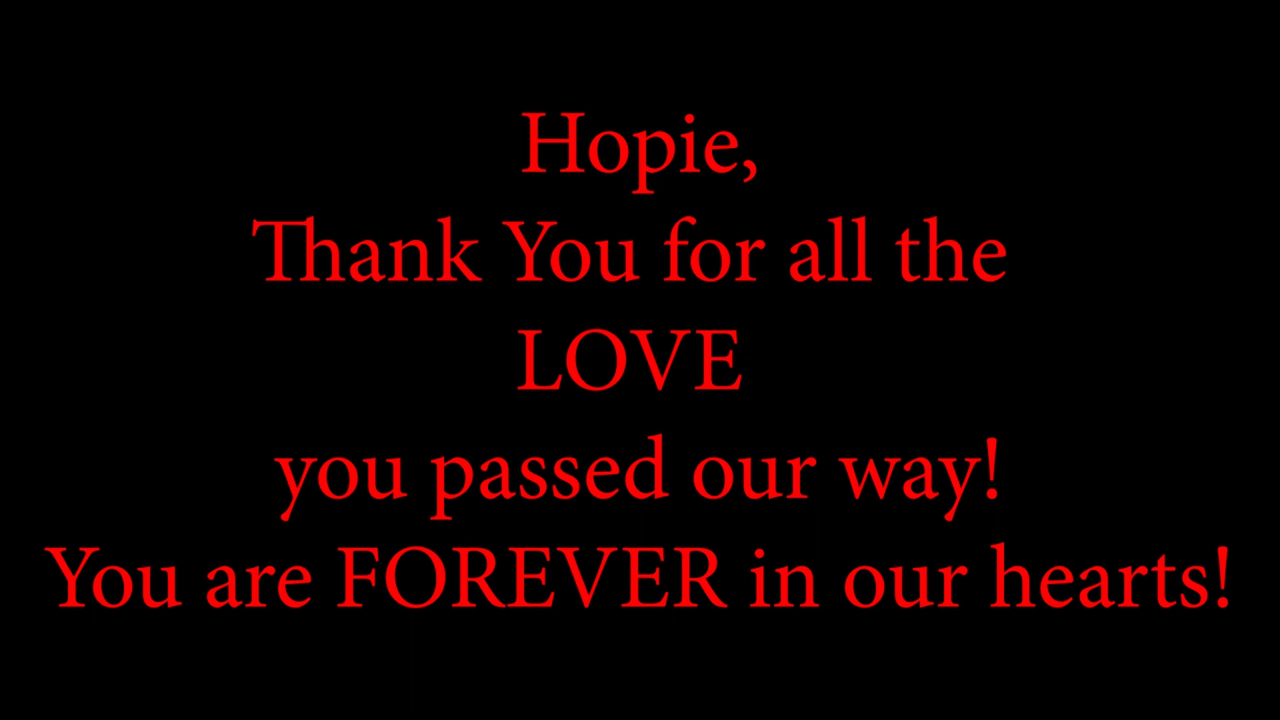 Hopie,
Thank You for all the
LOVE
you passed our way!
You are FOREVER in our hearts!